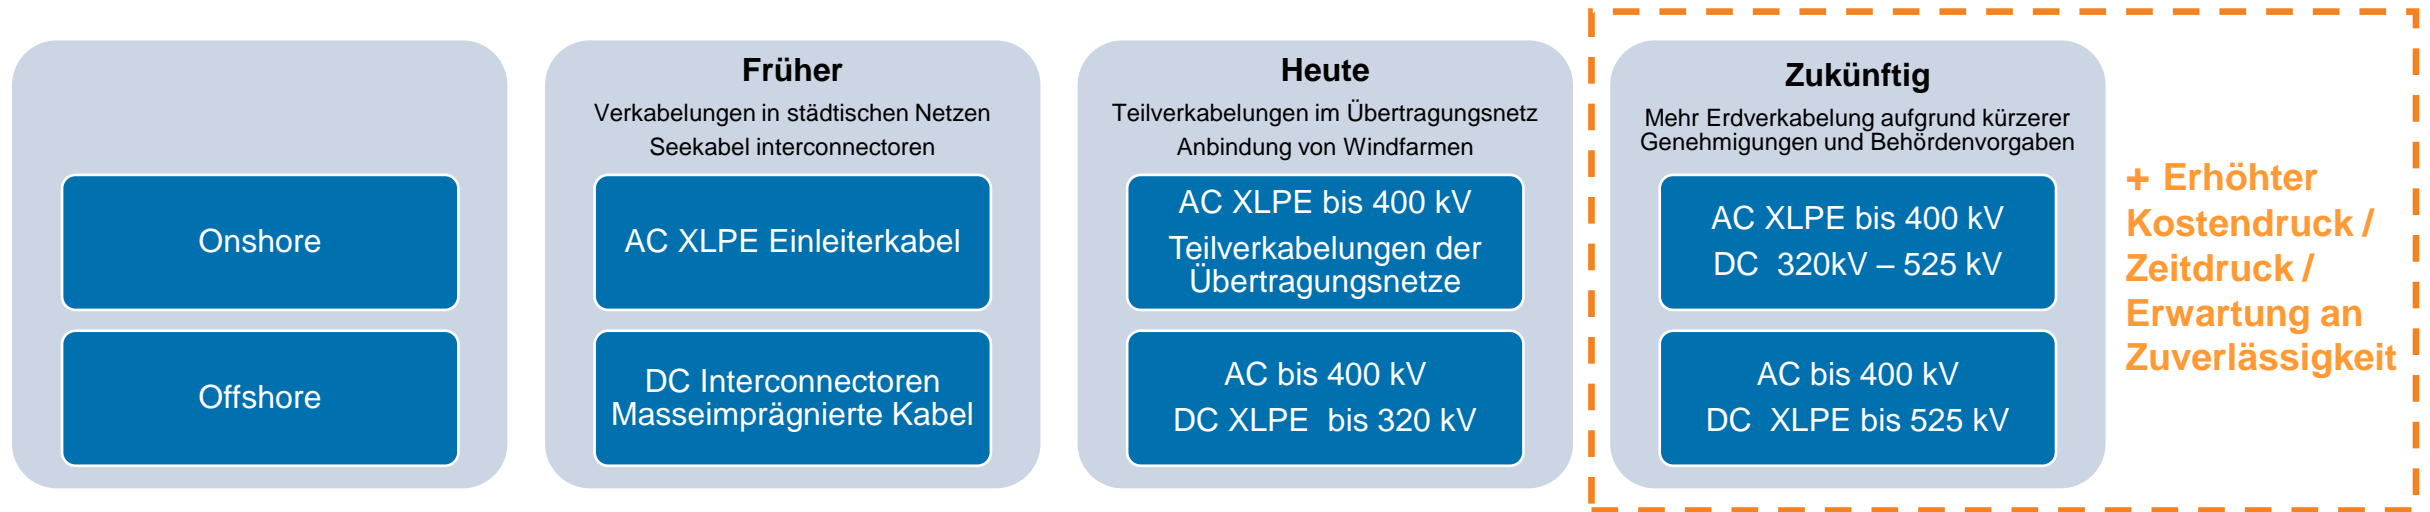 Früher
Verkabelungen in städtischen Netzen
Seekabel interconnectoren
Heute
Teilverkabelungen im Übertragungsnetz
Anbindung von Windfarmen
Zukünftig
Mehr Erdverkabelung aufgrund kürzerer
Genehmigungen und Behördenvorgaben
Onshore
AC XLPE Einleiterkabel
AC XLPE bis 400 kV
Teilverkabelungen der
Übertragungsnetze
AC XLPE bis 400 kV
DC 320kV – 525 kV
Offshore
DC Interconnectoren
Masseimprägnierte Kabel
AC bis 400 kV
DC XLPE bis 320 kV
AC bis 400 kV
DC XLPE bis 525 kV
+ Erhöhter
Kostendruck /
Zeitdruck /
Erwartung an
Zuverlässigkeit